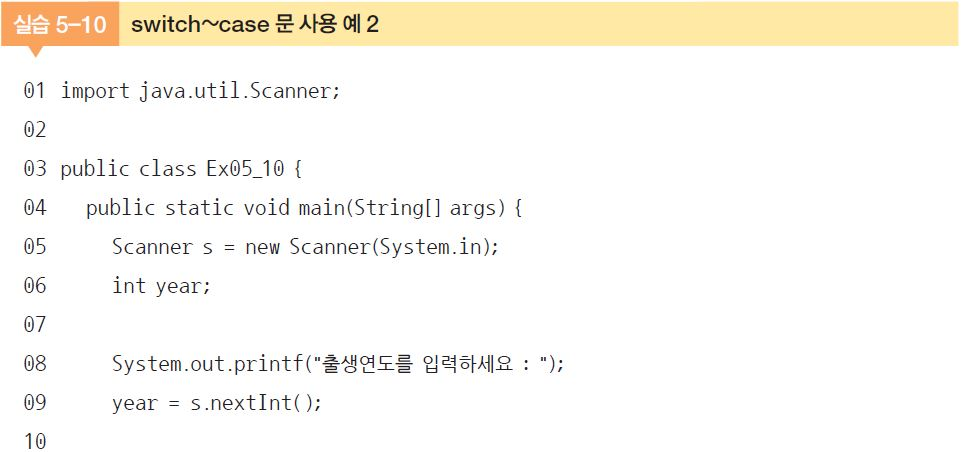 실습 5-10 switch~case 문 사용 예 2
01 import java.util.Scanner;
02
03 public class Ex05_10 {
04 public static void main(String[] args) {
05 Scanner s = new Scanner(System.in);
06 int year;
07
08 System.out.printf("출생연도를 입력하세요 : ");
09 year = s.nextInt();
10